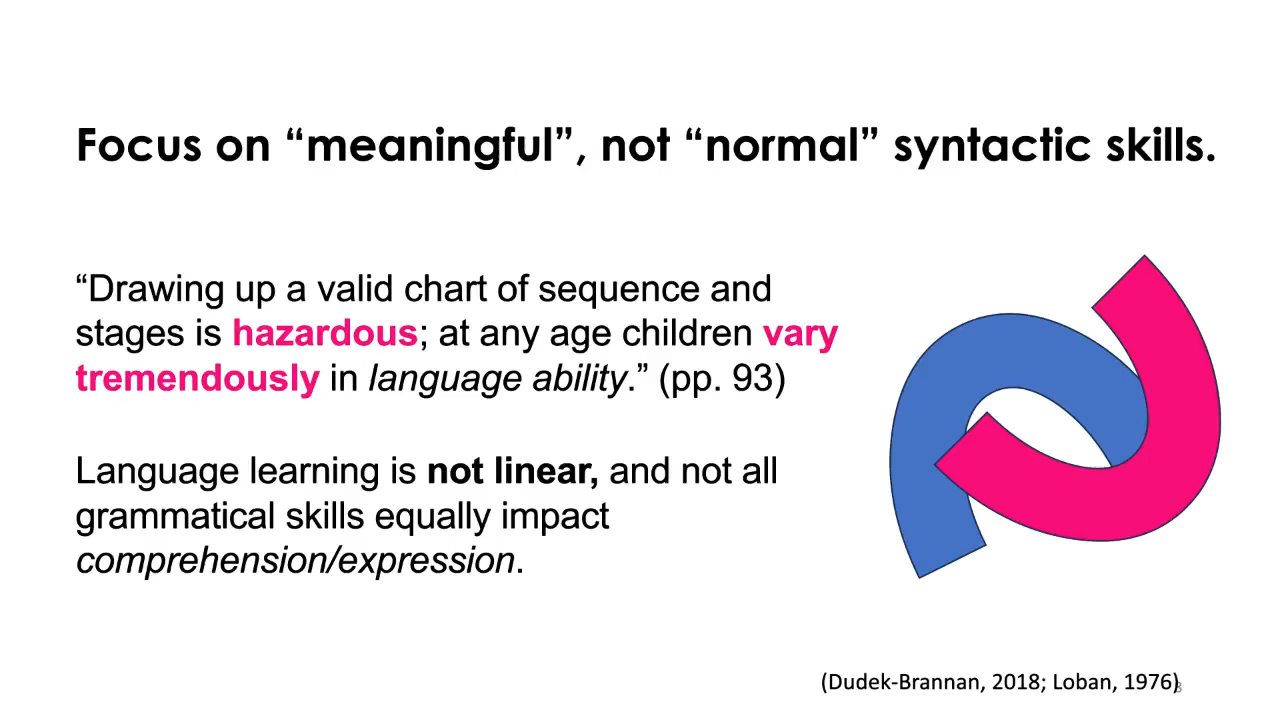 Focus on “meaningful”, not “normal” syntactic skills.
“Drawing up a valid chart of sequence and
stages is hazardous; at any age children vary
tremendously in language ability.” (pp. 93)
Language learning is not linear, and not all
grammatical skills equally impact
comprehension/expression.
(Dudek-Brannan, 2018; Loban, 1976)